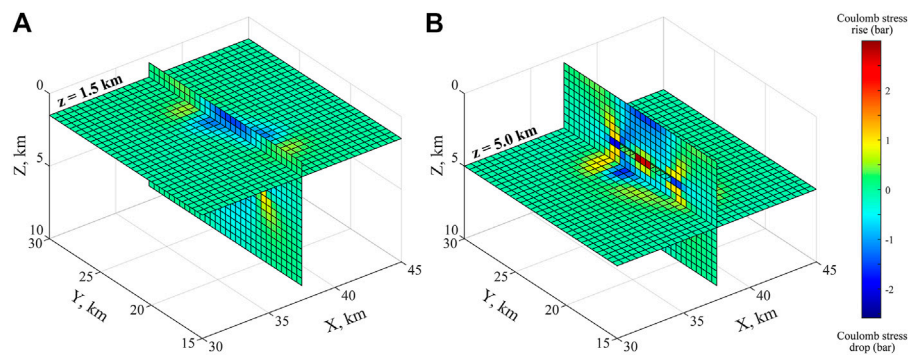 A
z = 1.5 km
0
5
10
Z, km
30
25
20
15
Y, km
30
35
40
45
X, km
B
z = 5.0 km
0
5
10
Z, km
30
25
20
15
Y, km
30
35
40
45
X, km
Coulomb stress
rise (bar)
2
1
0
-1
-2
Coulomb stress
drop (bar)